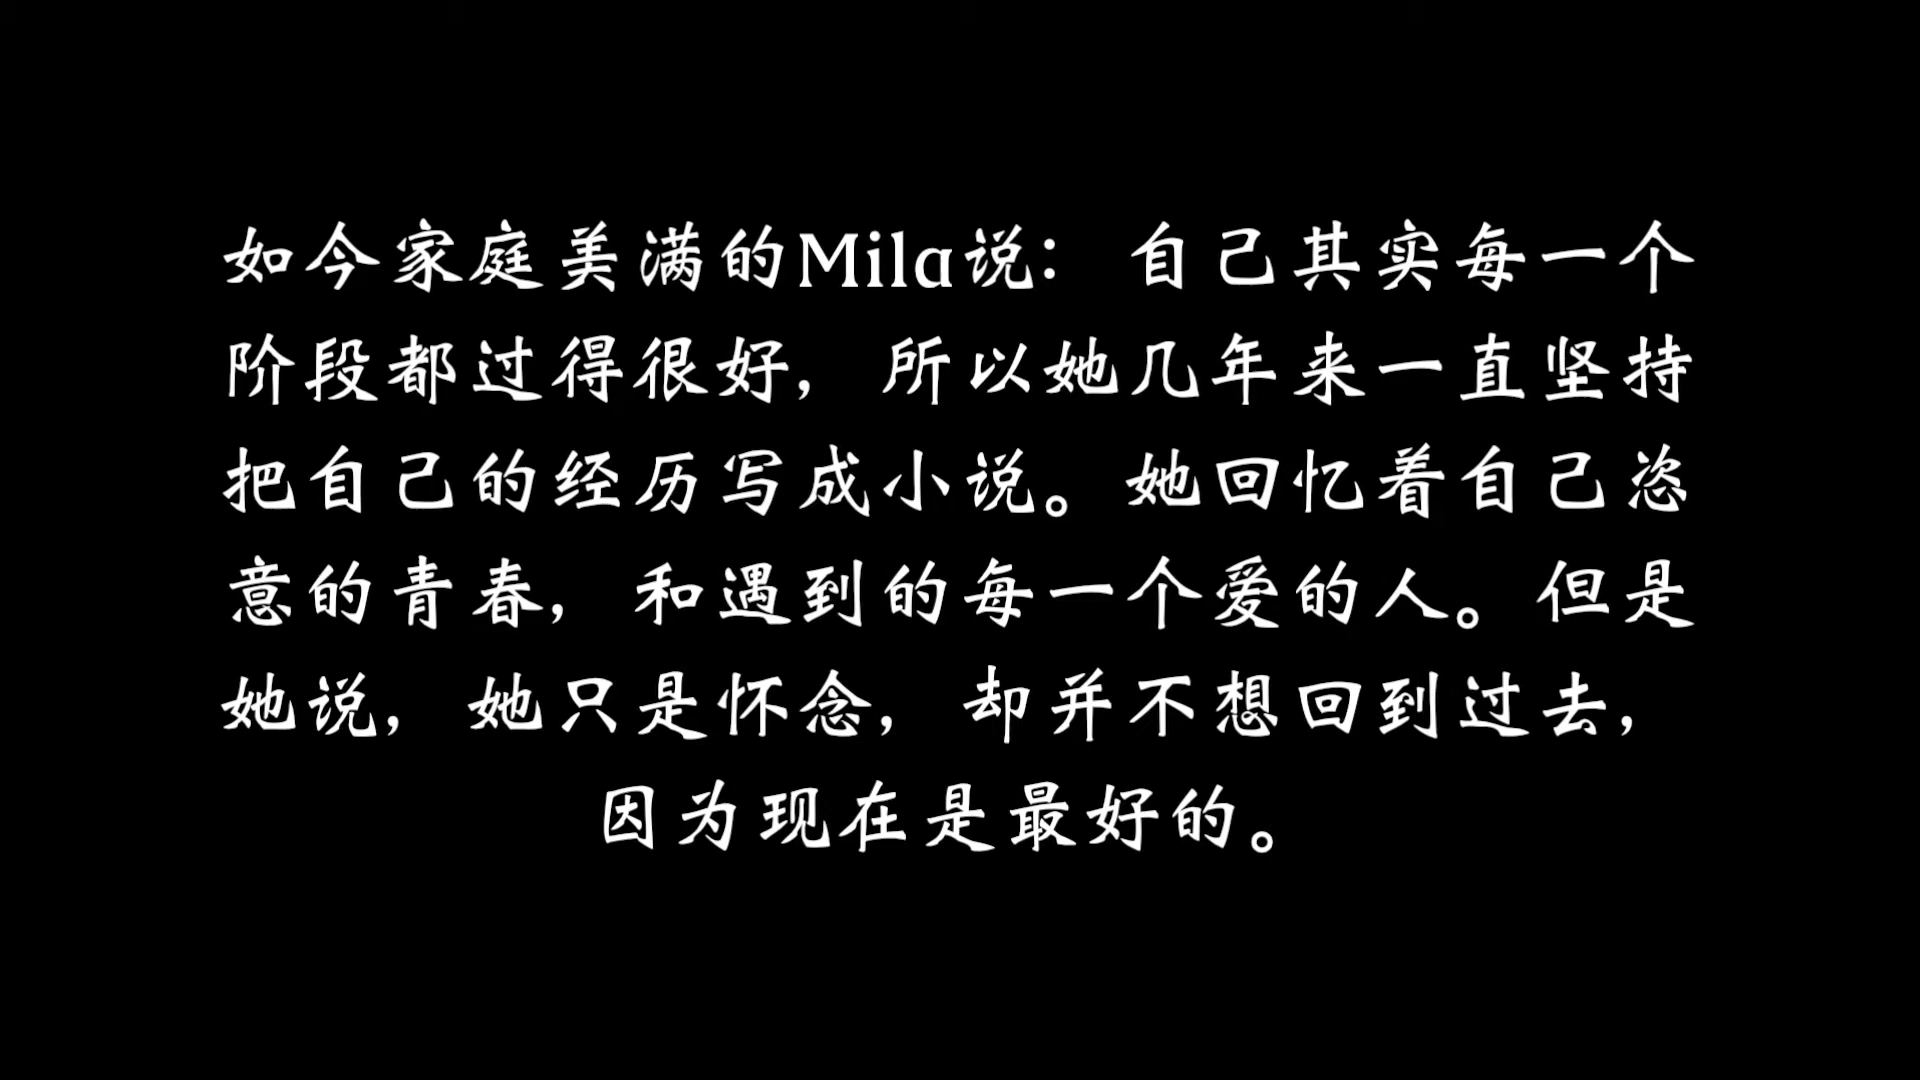 如今家庭美满的Mila说：自己其实每一个
阶段都过得很好，所以她几年来一直坚持
把自己的经历写成小说。她回忆着自己恣
意的青春，和遇到的每一个爱的人。但是
她说，她只是怀念，却并不想回到过去，
因为现在是最好的。